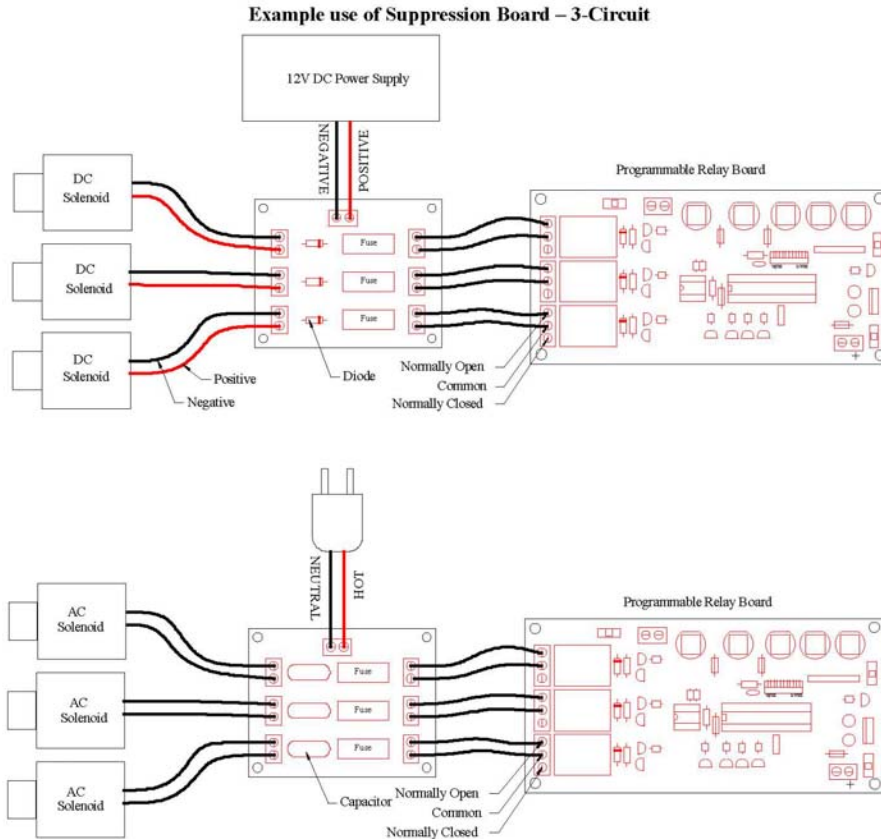 Example use of Suppression Board – 3-Circuit
12V DC Power Supply
NEGATIVE
POSITIVE
Programmable Relay Board
DC
Solenoid
Fuse
DC
Solenoid
Fuse
DC
Solenoid
Fuse
Positive
Negative
Diode
Normally Open
Common
Normally Closed
+
NEUTRAL
HOT
Programmable Relay Board
AC
Solenoid
Fuse
AC
Solenoid
Fuse
AC
Solenoid
Fuse
Capacitor
Normally Open
Common
Normally Closed
+